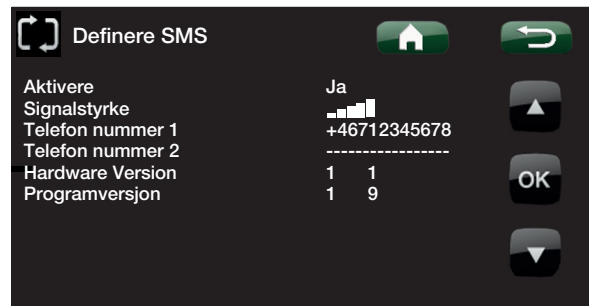 Definere SMS
Aktivere Ja
Signalstyrke
Telefon nummer 1 +46712345678
Telefon nummer 2 -----------------
Hardware Version 1 1
OK
Programversjon 1 9